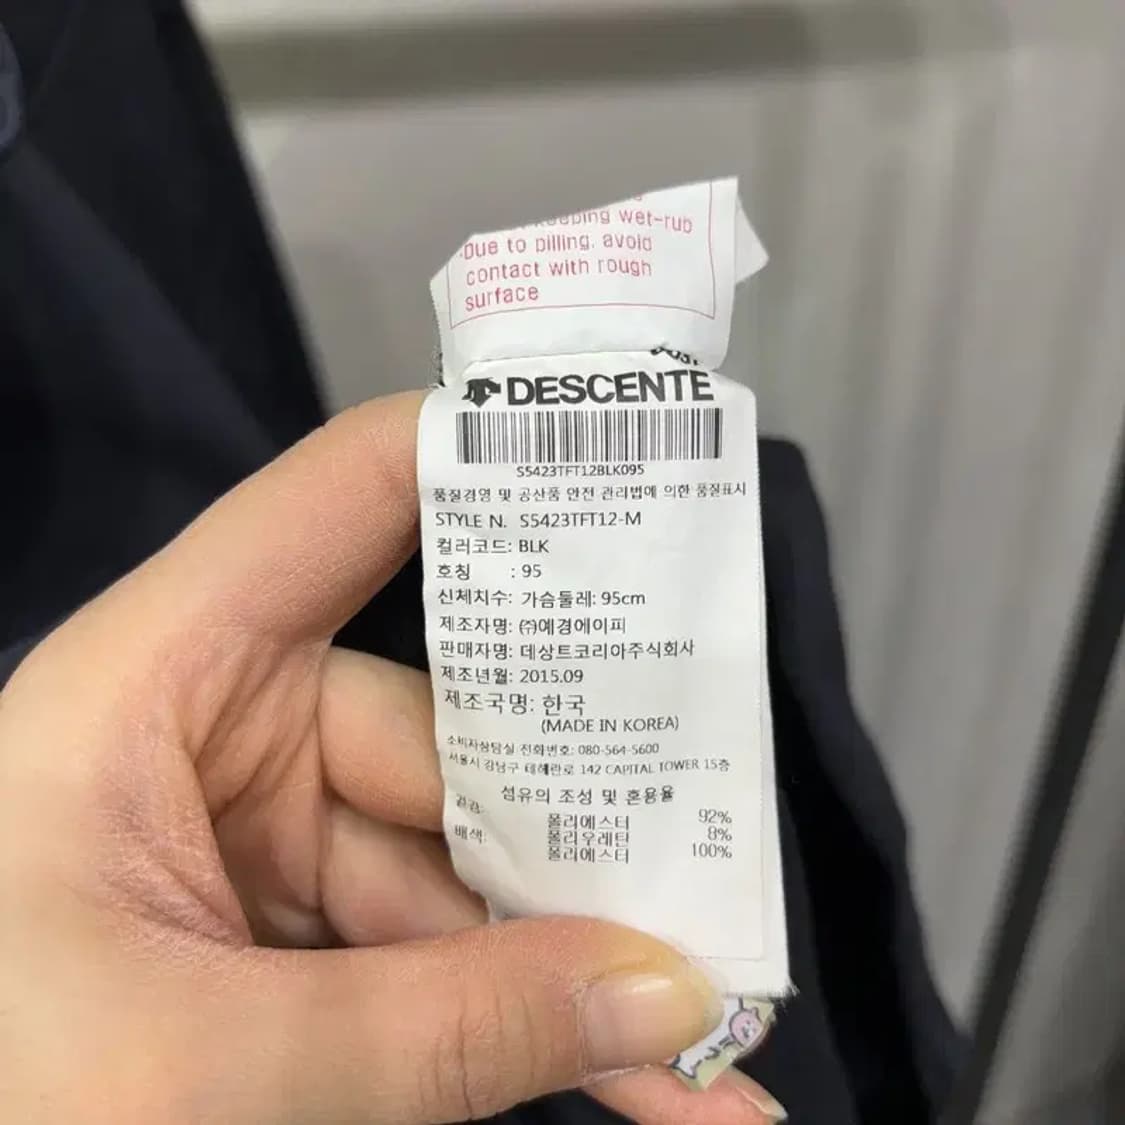 keeping wet-rub
·Due to pilling, avoid
contact with rough
surface
DESCENTE
S5423TFT12BLK095
품질경영 및 공산품 안전 관리법에 의한 품질표시
STYLE N. S5423TFT12-M
컬러코드: BLK
호칭 : 95
신체치수: 가슴둘레: 95cm
제조자명: ㈜예경에이피
판매자명: 데상트코리아주식회사
제조년월: 2015.09
제조국명: 한국
(MADE IN KOREA)
소비자상담실 전화번호: 080-564-5600
서울시 강남구 테헤란로 142 CAPITAL TOWER 15층
섬유의 조성 및 혼용율
겉감:
폴리에스터 92%
폴리우레탄 8%
배색: 폴리에스터 100%